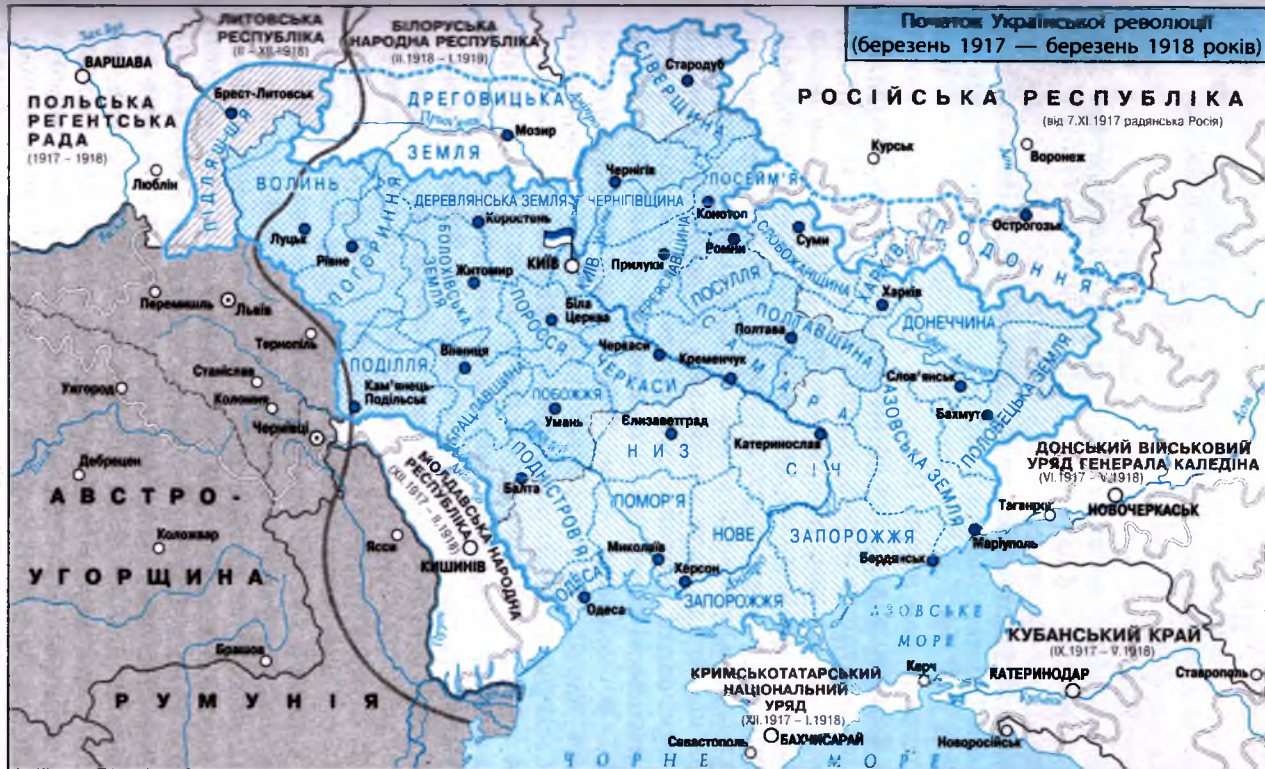 Початок Української революції
(березень 1917 — березень 1918 років)
ЛИТОВСЬКА
РЕСПУБЛІКА
(II – XII.1918)
БІЛОРУСЬКА
НАРОДНА РЕСПУБЛІКА
(II.1918 – I.1919)
ВАРШАВА
ПОЛЬСЬКА
РЕГЕНТСЬКА
РАДА
(1917 – 1918)
Люблін
Брест-Литовськ
ПІДЛЯШШЯ
ДРЕГОВИЦЬКА
ЗЕМЛЯ
Мозир
Стародуб
СІВЕРЩИНА
РОСІЙСЬКА РЕСПУБЛІКА
(від 7.XI.1917 радянська Росія)
Курськ
Воронеж
Острогозьк
ПОДОННЯ
ВОЛИНЬ
Луцьк
Рівне
ПОГОРИННЯ
ДЕРЕВЛЯНСЬКА ЗЕМЛЯ
Коростень
БОЛОХІВСЬКА
ЗЕМЛЯ
Житомир
КИЇВ
КИЇВ
Чернігів
ЧЕРНІГІВЩИНА
ПОСЕЙМ'Я
Конотоп
Ромни
Прилуки
ПЕРЕЯСЛАВЩИНА
Суми
СЛОБОЖАНЩИНА
ХАРКІВ
Харків
ПОСУЛЛЯ
ПОЛТАВЩИНА
Полтава
САМАРА
ДОНЕЧЧИНА
Слов'янськ
Бахмут
ПОЛОВЕЦЬКА ЗЕМЛЯ
АЗОВСЬКА ЗЕМЛЯ
Перемишль
Львів
Тернопіль
Станіслав
Коломия
Чернівці
Ужгород
Дебрецен
АВСТРО-
УГОРЩИНА
Коложвар
Брашов
РУМУНІЯ
Ясси
ПОДІЛЛЯ
Кам'янець-
Подільськ
Вінниця
БРАЦЛАВЩИНА
ПОРОССЯ
Біла
Церква
ЧЕРКАСИ
Черкаси
Кременчук
ПОБОЖЖЯ
Умань
Балта
ПОДНІСТРОВ'Я
ОДЕСА
Одеса
МОЛДАВСЬКА НАРОДНА
РЕСПУБЛІКА
(XII.1917 – II.1918)
КИШИНІВ
Єлизаветград
НИЗ
Катеринослав
СІЧ
ПОМОР'Я
Миколаїв
Херсон
НОВЕ
ЗАПОРОЖЖЯ
ЗАПОРОЖЖЯ
Бердянськ
Маріуполь
Таганрог
ДОНСЬКИЙ ВІЙСЬКОВИЙ
УРЯД ГЕНЕРАЛА КАЛЕДІНА
(VI.1917 – V.1918)
НОВОЧЕРКАСЬК
АЗОВСЬКЕ
МОРЕ
КУБАНСЬКИЙ КРАЙ
(IX.1917 – V.1918)
КАТЕРИНОДАР
Ставрополь
Новоросійськ
КРИМСЬКОТАТАРСЬКИЙ
НАЦІОНАЛЬНИЙ
УРЯД
(XII.1917 – I.1918)
БАХЧИСАРАЙ
Севастополь
Керч
ЧОРНЕ МОРЕ